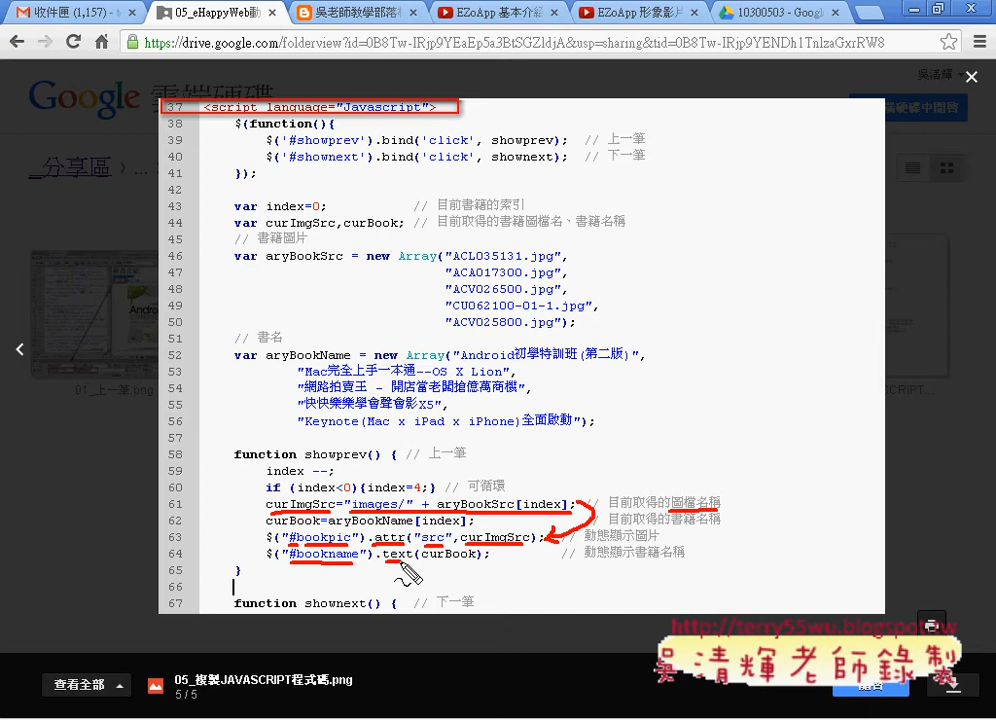 收件匣 (1,157) - t
05_eHappyWeb動
吳老師教學部落
EZoApp 基本介紹
EZoApp 形象影片
10300503 - Goog
https://drive.google.com/folderview?id=0B8Tw-IRjp9YEaEp5a3BtSGZldjA&usp=sharing&tid=0B8Tw-IRjp9YENDh1TnlzaGxrRW8
Google 雲端硬碟
吳清輝
_分享區 › ...
37 <script language="Javascript">
38 $(function(){
39 $('#showprev').bind('click', showprev); // 上一筆
40 $('#shownext').bind('click', shownext); // 下一筆
41 });
42
43 var index=0; // 目前書籍的索引
44 var curImgSrc,curBook; // 目前取得的書籍圖檔名、書籍名稱
45 // 書籍圖片
46 var aryBookSrc = new Array("ACL035131.jpg",
47 "ACA017300.jpg",
48 "ACV026500.jpg",
49 "CU062100-01-1.jpg",
50 "ACV025800.jpg");
51 // 書名
52 var aryBookName = new Array("Android初學特訓班(第二版)",
53 "Mac完全上手一本通--OS X Lion",
54 "網路拍賣王 - 開店當老闆搶億萬商機",
55 "快快樂樂學會聲會影X5",
56 "Keynote(Mac x iPad x iPhone)全面啟動");
57
58 function showprev() { // 上一筆
59 index --;
60 if (index<0){index=4;} // 可循環
61 curImgSrc="images/" + aryBookSrc[index]; // 目前取得的圖檔名稱
62 curBook=aryBookName[index]; // 目前取得的書籍名稱
63 $("#bookpic").attr("src",curImgSrc); // 動態顯示圖片
64 $("#bookname").text(curBook); // 動態顯示書籍名稱
65 }
66
67 function shownext() { // 下一筆
01_上一筆.png
http://terry55wu.blogspot.tw
吳清輝老師錄製
查看全部
05_複製JAVASCRIPT程式碼.png
5 / 5